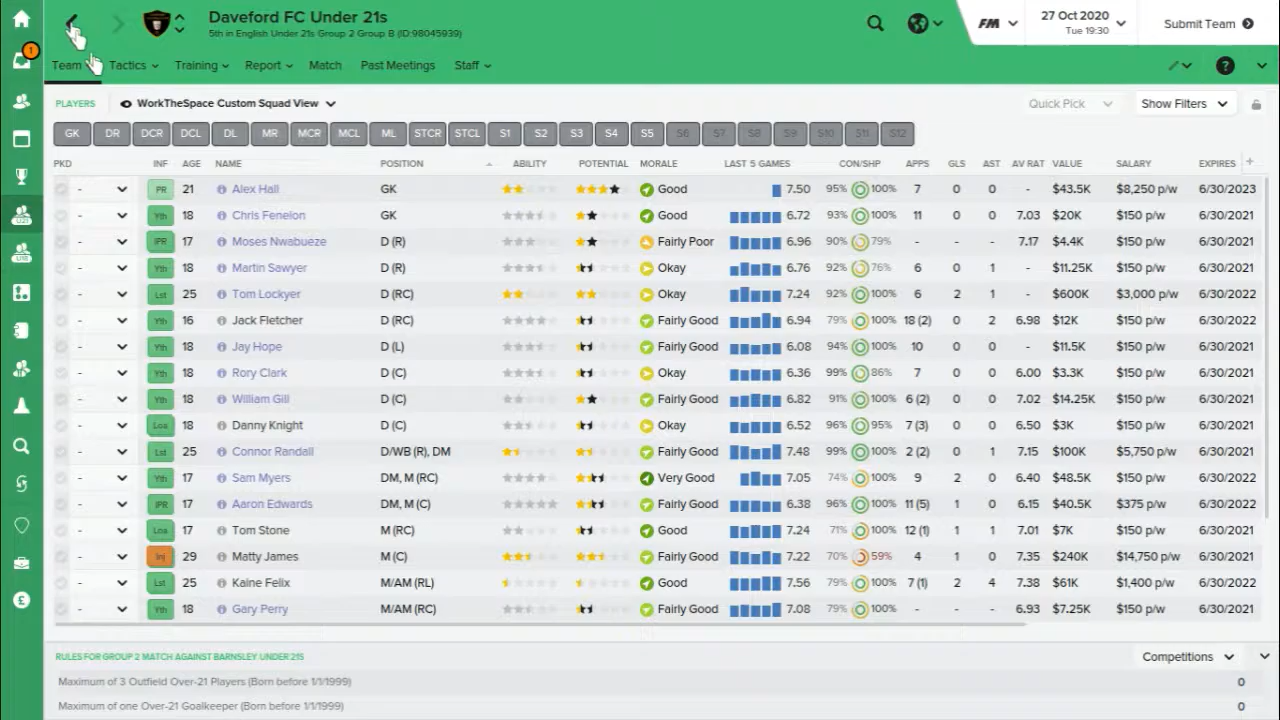 Daveford FC Under 21s
5th in English Under 21s Group 2 Group B (ID:98045939)
FM
27 Oct 2020
Tue 19:30
Submit Team
1
Team Tactics Training Report Match Past Meetings Staff
?
PLAYERS WorkTheSpace Custom Squad View Quick Pick Show Filters
GK DR DCR DCL DL MR MCR MCL ML STCR STCL S1 S2 S3 S4 S5 S6 S7 S8 S9 S10 S11 S12
PKD INF AGE NAME POSITION ABILITY POTENTIAL MORALE LAST 5 GAMES CON/SHP APPS GLS AST AV RAT VALUE SALARY EXPIRES +
- PR 21 Alex Hall GK Good 7.50 95% 100% 7 0 0 - $43.5K $8,250 p/w 6/30/2023
- Yth 18 Chris Fenelon GK Good 6.72 93% 100% 11 0 0 7.03 $20K $150 p/w 6/30/2021
- IPR 17 Moses Nwabueze D (R) Fairly Poor 6.96 90% 79% - - - 7.17 $4.4K $150 p/w 6/30/2021
- Yth 18 Martin Sawyer D (R) Okay 6.76 92% 76% 6 0 1 - $11.25K $150 p/w 6/30/2021
- Lst 25 Tom Lockyer D (RC) Okay 7.24 92% 100% 6 2 1 - $600K $3,000 p/w 6/30/2022
- Yth 16 Jack Fletcher D (RC) Fairly Good 6.94 79% 100% 18 (2) 0 2 6.98 $12K $150 p/w 6/30/2022
- Yth 18 Jay Hope D (L) Fairly Good 6.08 94% 100% 10 0 0 - $11.5K $150 p/w 6/30/2021
- Yth 18 Rory Clark D (C) Okay 6.36 99% 86% 7 0 0 6.00 $3.3K $150 p/w 6/30/2021
- Yth 18 William Gill D (C) Fairly Good 6.82 91% 100% 6 (2) 0 0 7.02 $14.25K $150 p/w 6/30/2021
- Loa 18 Danny Knight D (C) Okay 6.52 96% 95% 7 (3) 0 0 6.50 $3K $150 p/w 6/30/2021
- Lst 25 Connor Randall D/WB (R), DM Fairly Good 7.48 99% 100% 2 (2) 0 1 7.15 $100K $5,750 p/w 6/30/2022
- Yth 17 Sam Myers DM, M (RC) Very Good 7.05 74% 100% 9 2 0 6.40 $48.5K $150 p/w 6/30/2022
- IPR 17 Aaron Edwards DM, M (C) Fairly Good 6.38 96% 100% 11 (5) 1 0 6.15 $40.5K $375 p/w 6/30/2021
- Loa 17 Tom Stone M (RC) Good 7.24 71% 100% 12 (1) 1 1 7.01 $7K $150 p/w 6/30/2021
- Inj 29 Matty James M (C) Fairly Good 7.22 70% 59% 4 1 0 7.35 $240K $14,750 p/w 6/30/2021
- Lst 25 Kaine Felix M/AM (RL) Good 7.56 79% 100% 7 (1) 2 4 7.38 $61K $1,400 p/w 6/30/2022
- Yth 18 Gary Perry M/AM (RC) Fairly Good 7.08 79% 100% - - - 6.93 $7.25K $150 p/w 6/30/2021
RULES FOR GROUP 2 MATCH AGAINST BARNSLEY UNDER 21S Competitions
Maximum of 3 Outfield Over-21 Players (Born before 1/1/1999) 0
Maximum of one Over-21 Goalkeeper (Born before 1/1/1999) 0